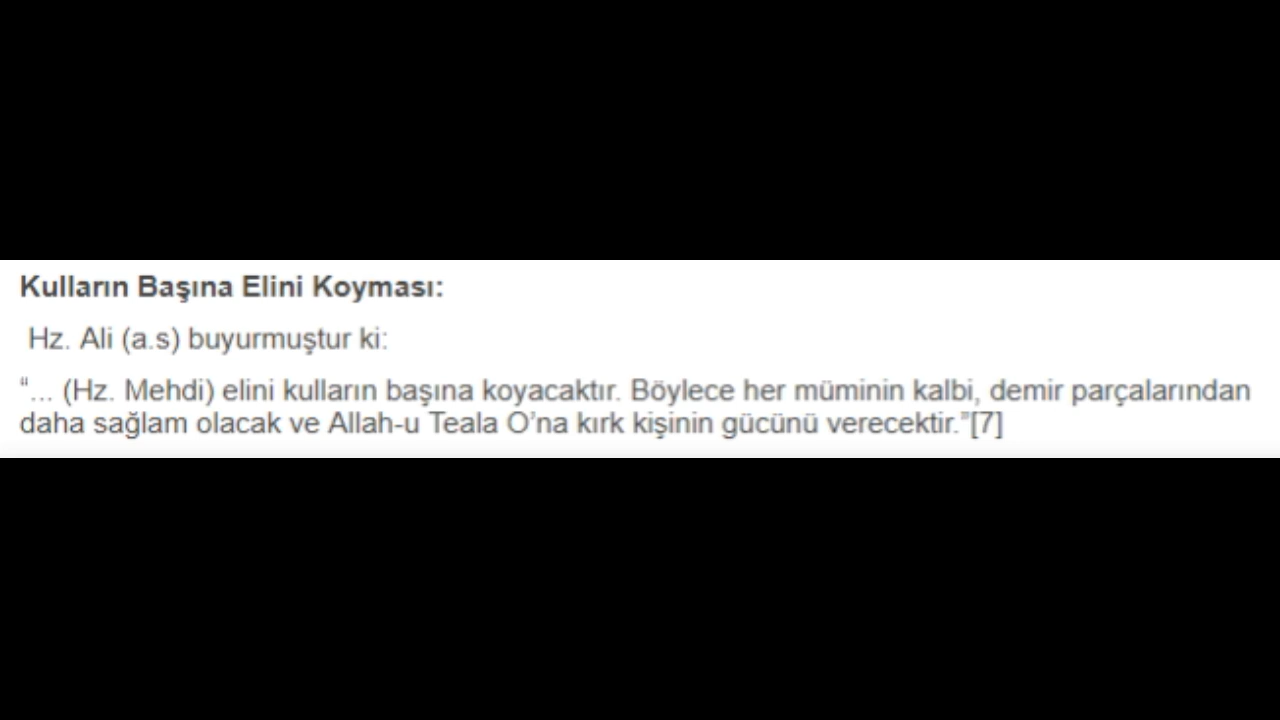 Kulların Başına Elini Koyması:
Hz. Ali (a.s) buyurmuştur ki:
“... (Hz. Mehdi) elini kulların başına koyacaktır. Böylece her müminin kalbi, demir parçalarından
daha sağlam olacak ve Allah-u Teala O’na kırk kişinin gücünü verecektir.”[7]